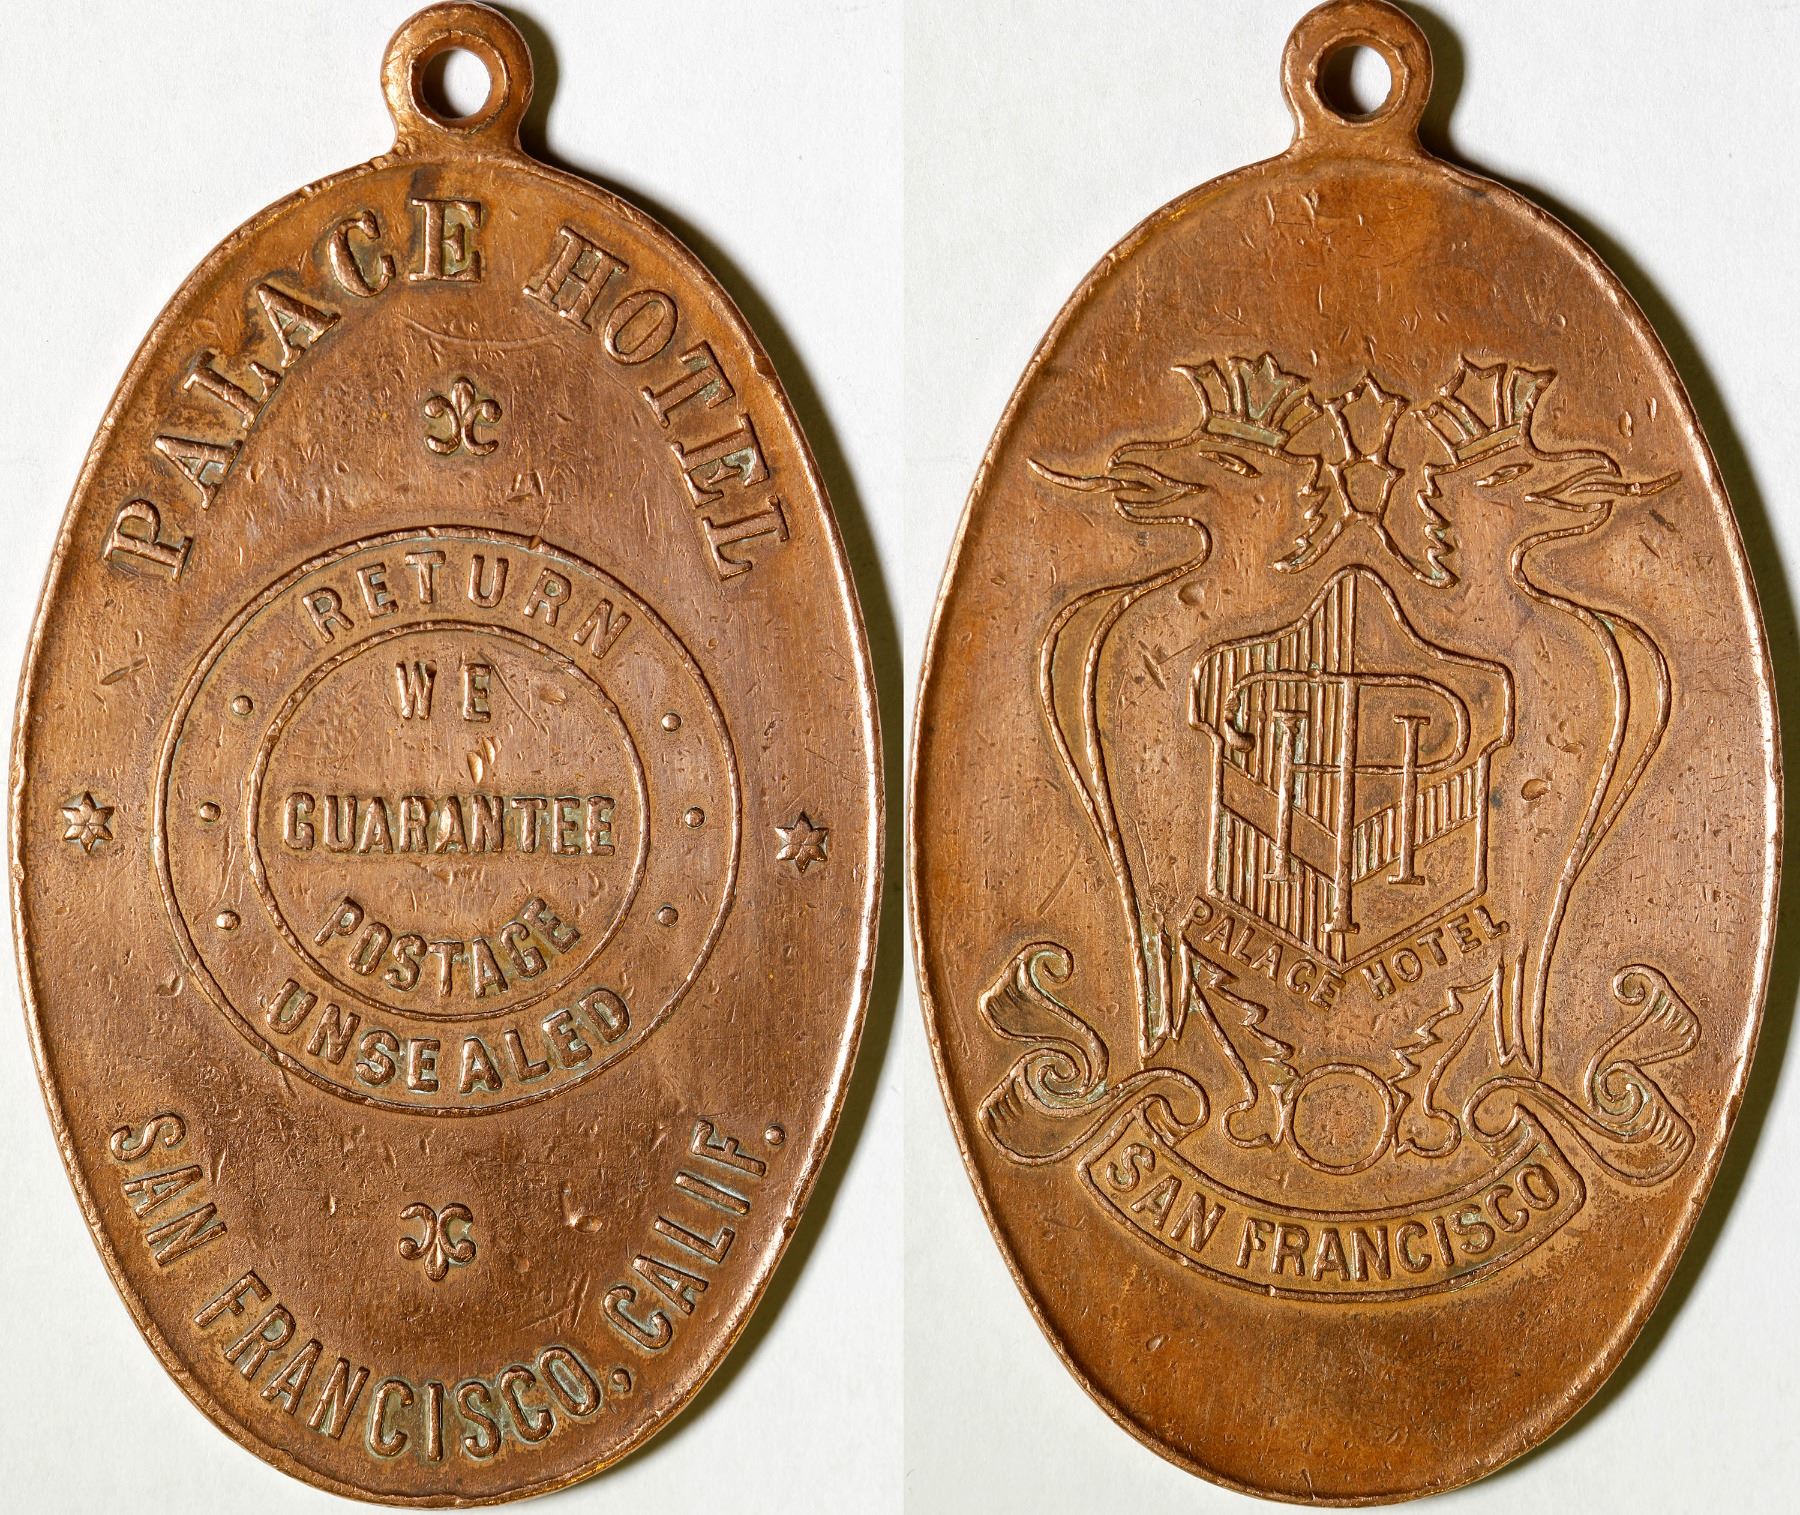 PALACE HOTEL
RETURN
WE
GUARANTEE
POSTAGE
UNSEALED
SAN FRANCISCO, CALIF.
PH
PALACE HOTEL
SAN FRANCISCO